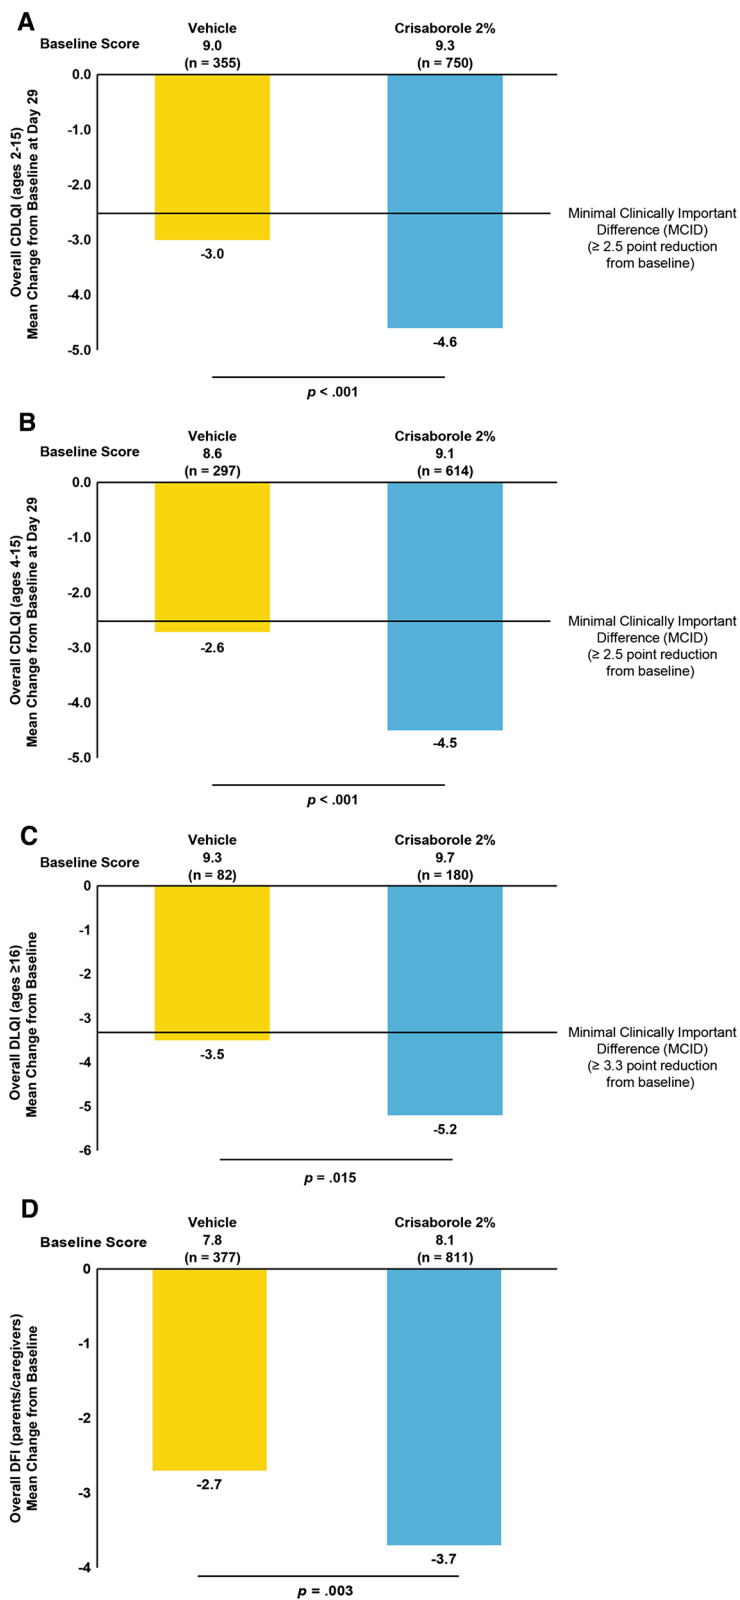 A
Vehicle
Crisaborole 2%
Baseline Score
9.0
9.3
(n = 355)
(n = 750)
Overall CDLQI (ages 2-15)
Mean Change from Baseline at Day 29
0.0
-1.0
-2.0
-3.0
-4.0
-5.0
Minimal Clinically Important
Difference (MCID)
(≥ 2.5 point reduction
from baseline)
-3.0
-4.6
p < .001
B
Vehicle
Crisaborole 2%
Baseline Score
8.6
9.1
(n = 297)
(n = 614)
Overall CDLQI (ages 4-15)
Mean Change from Baseline at Day 29
0.0
-1.0
-2.0
-3.0
-4.0
-5.0
Minimal Clinically Important
Difference (MCID)
(≥ 2.5 point reduction
from baseline)
-2.6
-4.5
p < .001
C
Vehicle
Crisaborole 2%
Baseline Score
9.3
9.7
(n = 82)
(n = 180)
Overall DLQI (ages ≥16)
Mean Change from Baseline
0
-1
-2
-3
-4
-5
-6
Minimal Clinically Important
Difference (MCID)
(≥ 3.3 point reduction
from baseline)
-3.5
-5.2
p = .015
D
Vehicle
Crisaborole 2%
Baseline Score
7.8
8.1
(n = 377)
(n = 811)
Overall DFI (parents/caregivers)
Mean Change from Baseline
0
-1
-2
-3
-4
-2.7
-3.7
p = .003